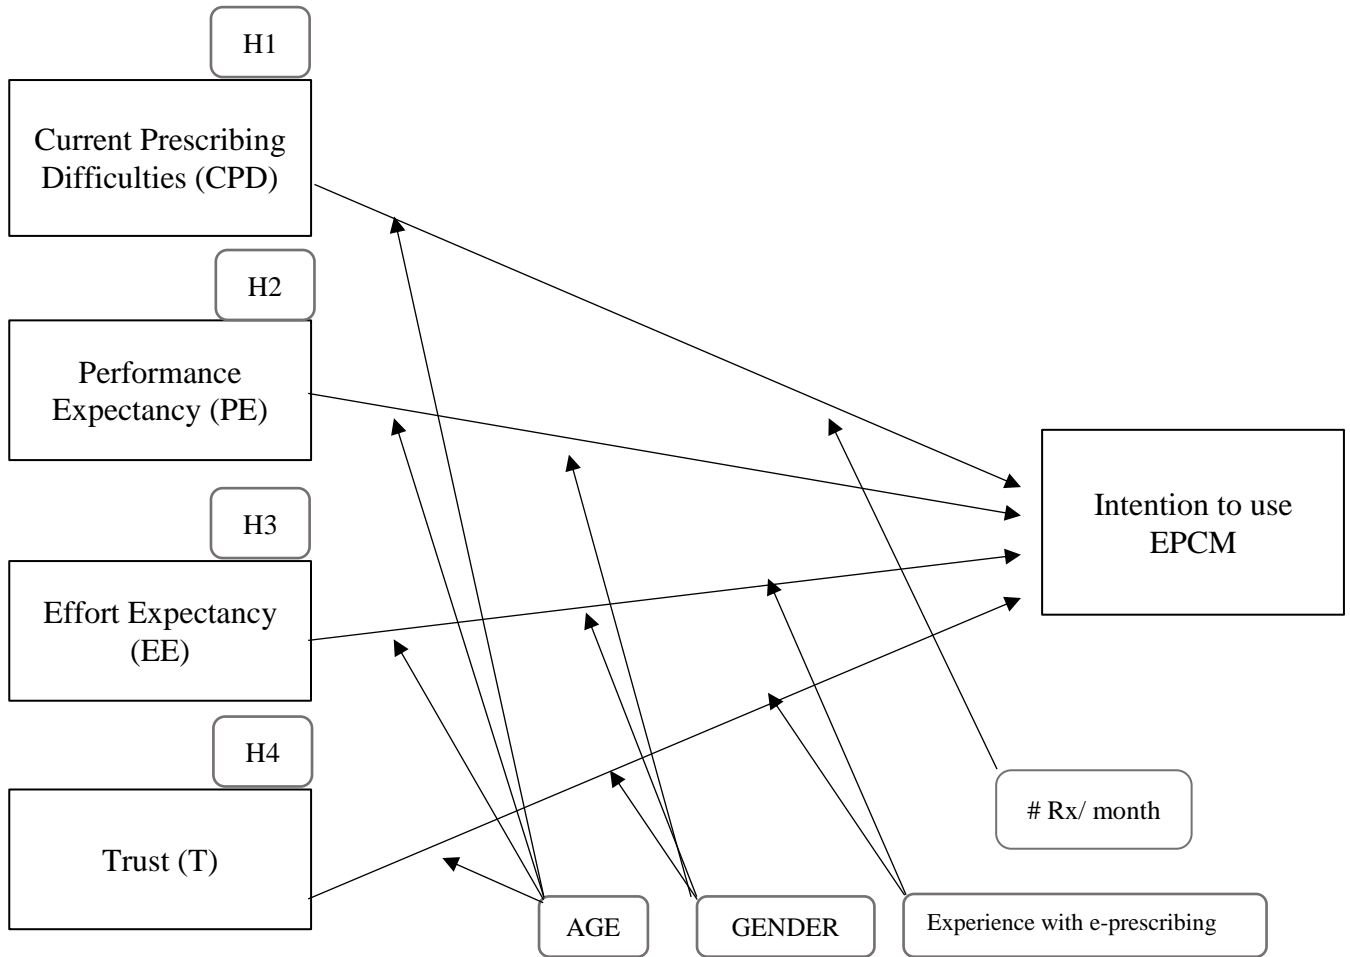 H1
Current Prescribing
Difficulties (CPD)
H2
Performance
Expectancy (PE)
H3
Effort Expectancy
(EE)
H4
Trust (T)
Intention to use
EPCM
# Rx/ month
AGE
GENDER
Experience with e-prescribing